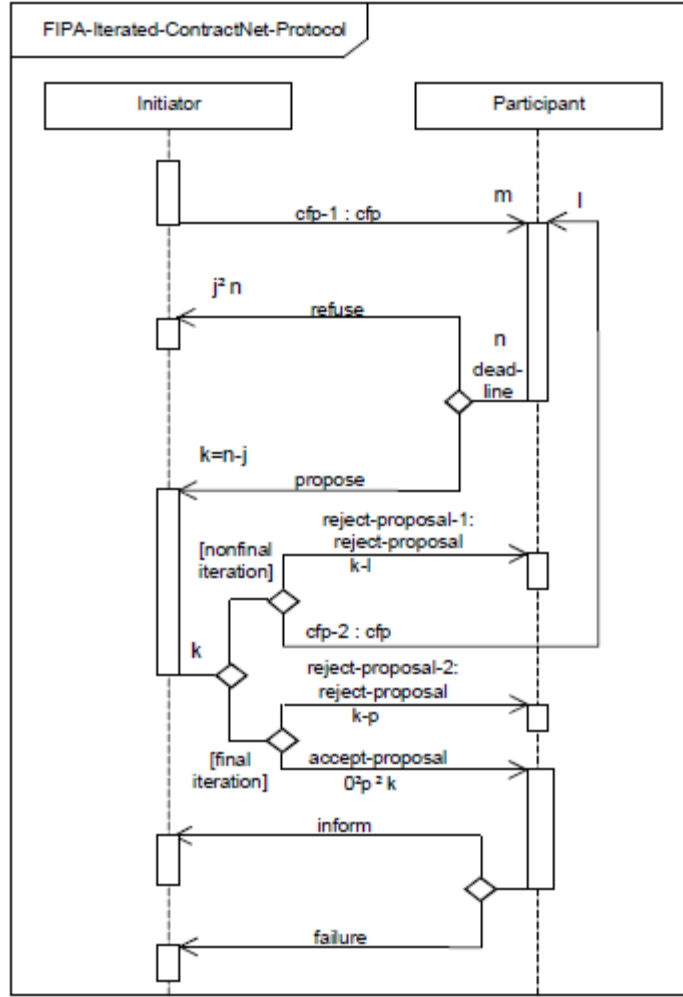 FIPA-Iterated-ContractNet-Protocol
Initiator
Participant
m
l
cfp-1 : cfp
j² n
refuse
n
dead-
line
k=n-j
propose
reject-proposal-1:
[nonfinal
reject-proposal
iteration]
k-l
cfp-2 : cfp
k
reject-proposal-2:
reject-proposal
k-p
[final
iteration]
accept-proposal
0²p ² k
inform
failure